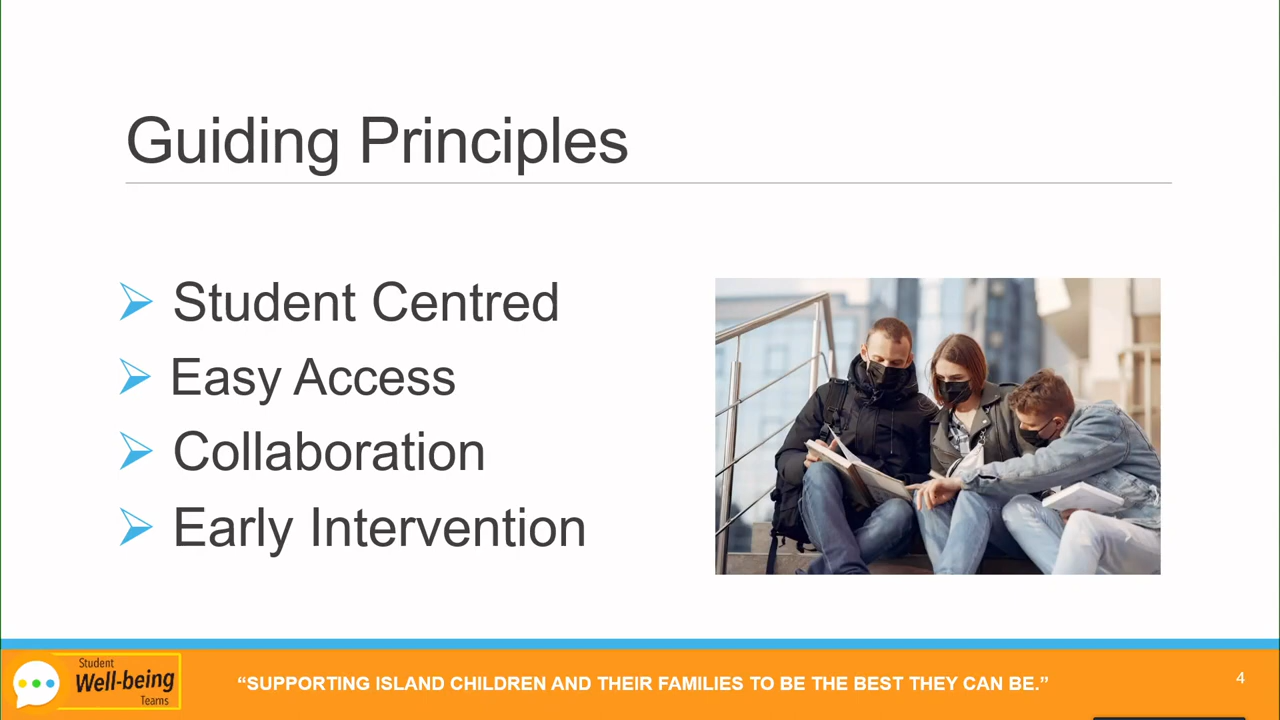 Guiding Principles
Student Centred
Easy Access
Collaboration
Early Intervention
Student
Well-being
Teams
“SUPPORTING ISLAND CHILDREN AND THEIR FAMILIES TO BE THE BEST THEY CAN BE.”
4